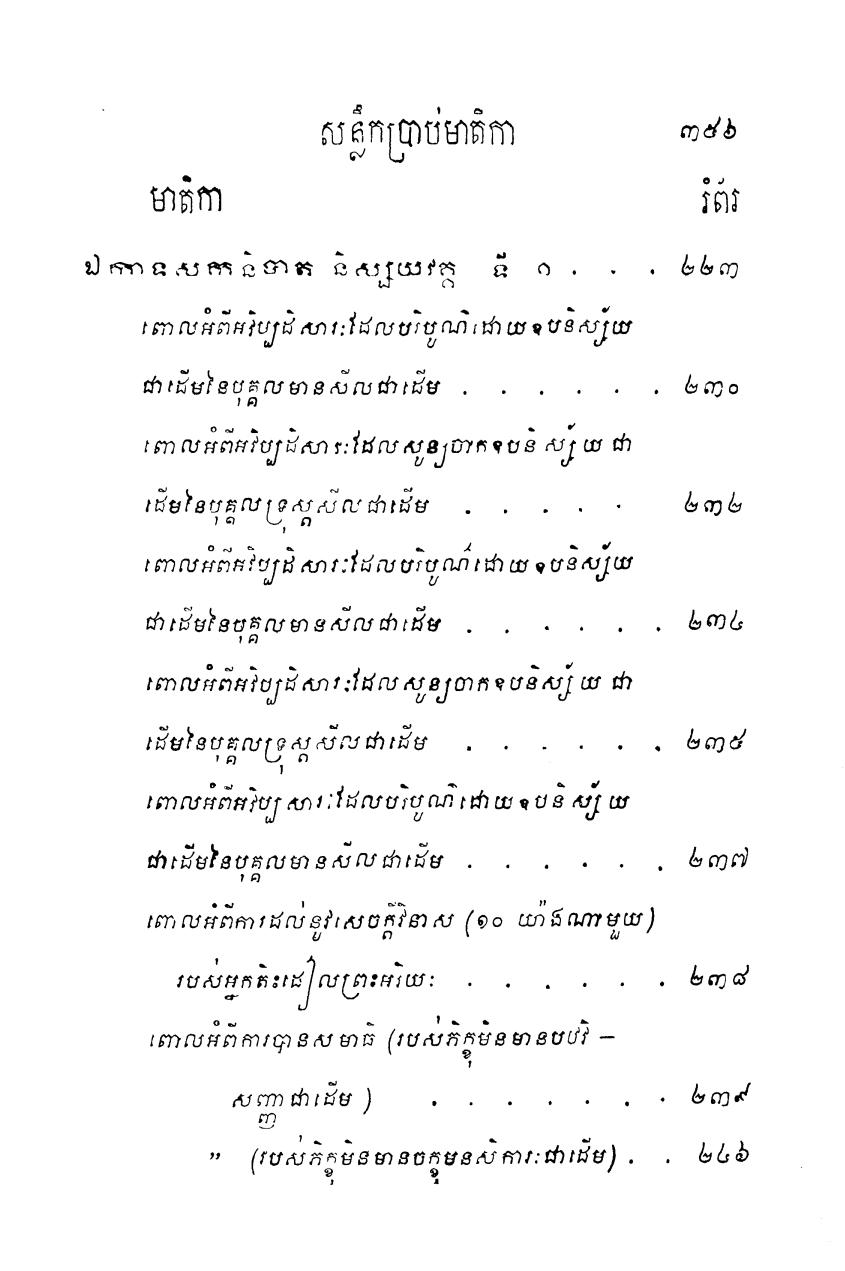 សន្លឹកប្រាប់មាតិកា ៣៥៦
មាតិកា រំព័រ
ឯកាទសកនិបាត និស្សយវគ្គ ទី ១ . . . ២២៣
ពោលអំពីអវិប្បដិសារៈដែលបរិបូណ៌ដោយឧបនិស្ស័យ
ជាដើមនៃបុគ្គលមានសីលជាដើម . . . . . . ២៣០
ពោលអំពីអវិប្បដិសារៈដែលសូន្យចាកឧបនិស្ស័យ ជា
ដើមនៃបុគ្គលទ្រុស្តសីលជាដើម . . . . . ២៣២
ពោលអំពីអវិប្បដិសារៈដែលបរិបូណ៌ដោយឧបនិស្ស័យ
ជាដើមនៃបុគ្គលមានសីលជាដើម . . . . . . ២៣៤
ពោលអំពីអវិប្បដិសារៈដែលសូន្យចាកឧបនិស្ស័យ ជា
ដើមនៃបុគ្គលទ្រុស្តសីលជាដើម . . . . . . ២៣៥
ពោលអំពីអវិប្បសារៈដែលបរិបូណ៌ដោយឧបនិស្ស័យ
ជាដើមនៃបុគ្គលមានសីលជាដើម . . . . . . ២៣៧
ពោលអំពីការដល់នូវសេចក្តីវិនាស (១០ យ៉ាងណាមួយ)
របស់អ្នកតិះដៀលព្រះអរិយៈ . . . . . . ២៣៨
ពោលអំពីការបានសមាធិ (របស់ភិក្ខុមិនមានបឋវិ –
សញ្ញាជាដើម) . . . . . . . ២៣៩
" (របស់ភិក្ខុមិនមានចក្ខុមនសិការៈជាដើម) . . ២៤៦